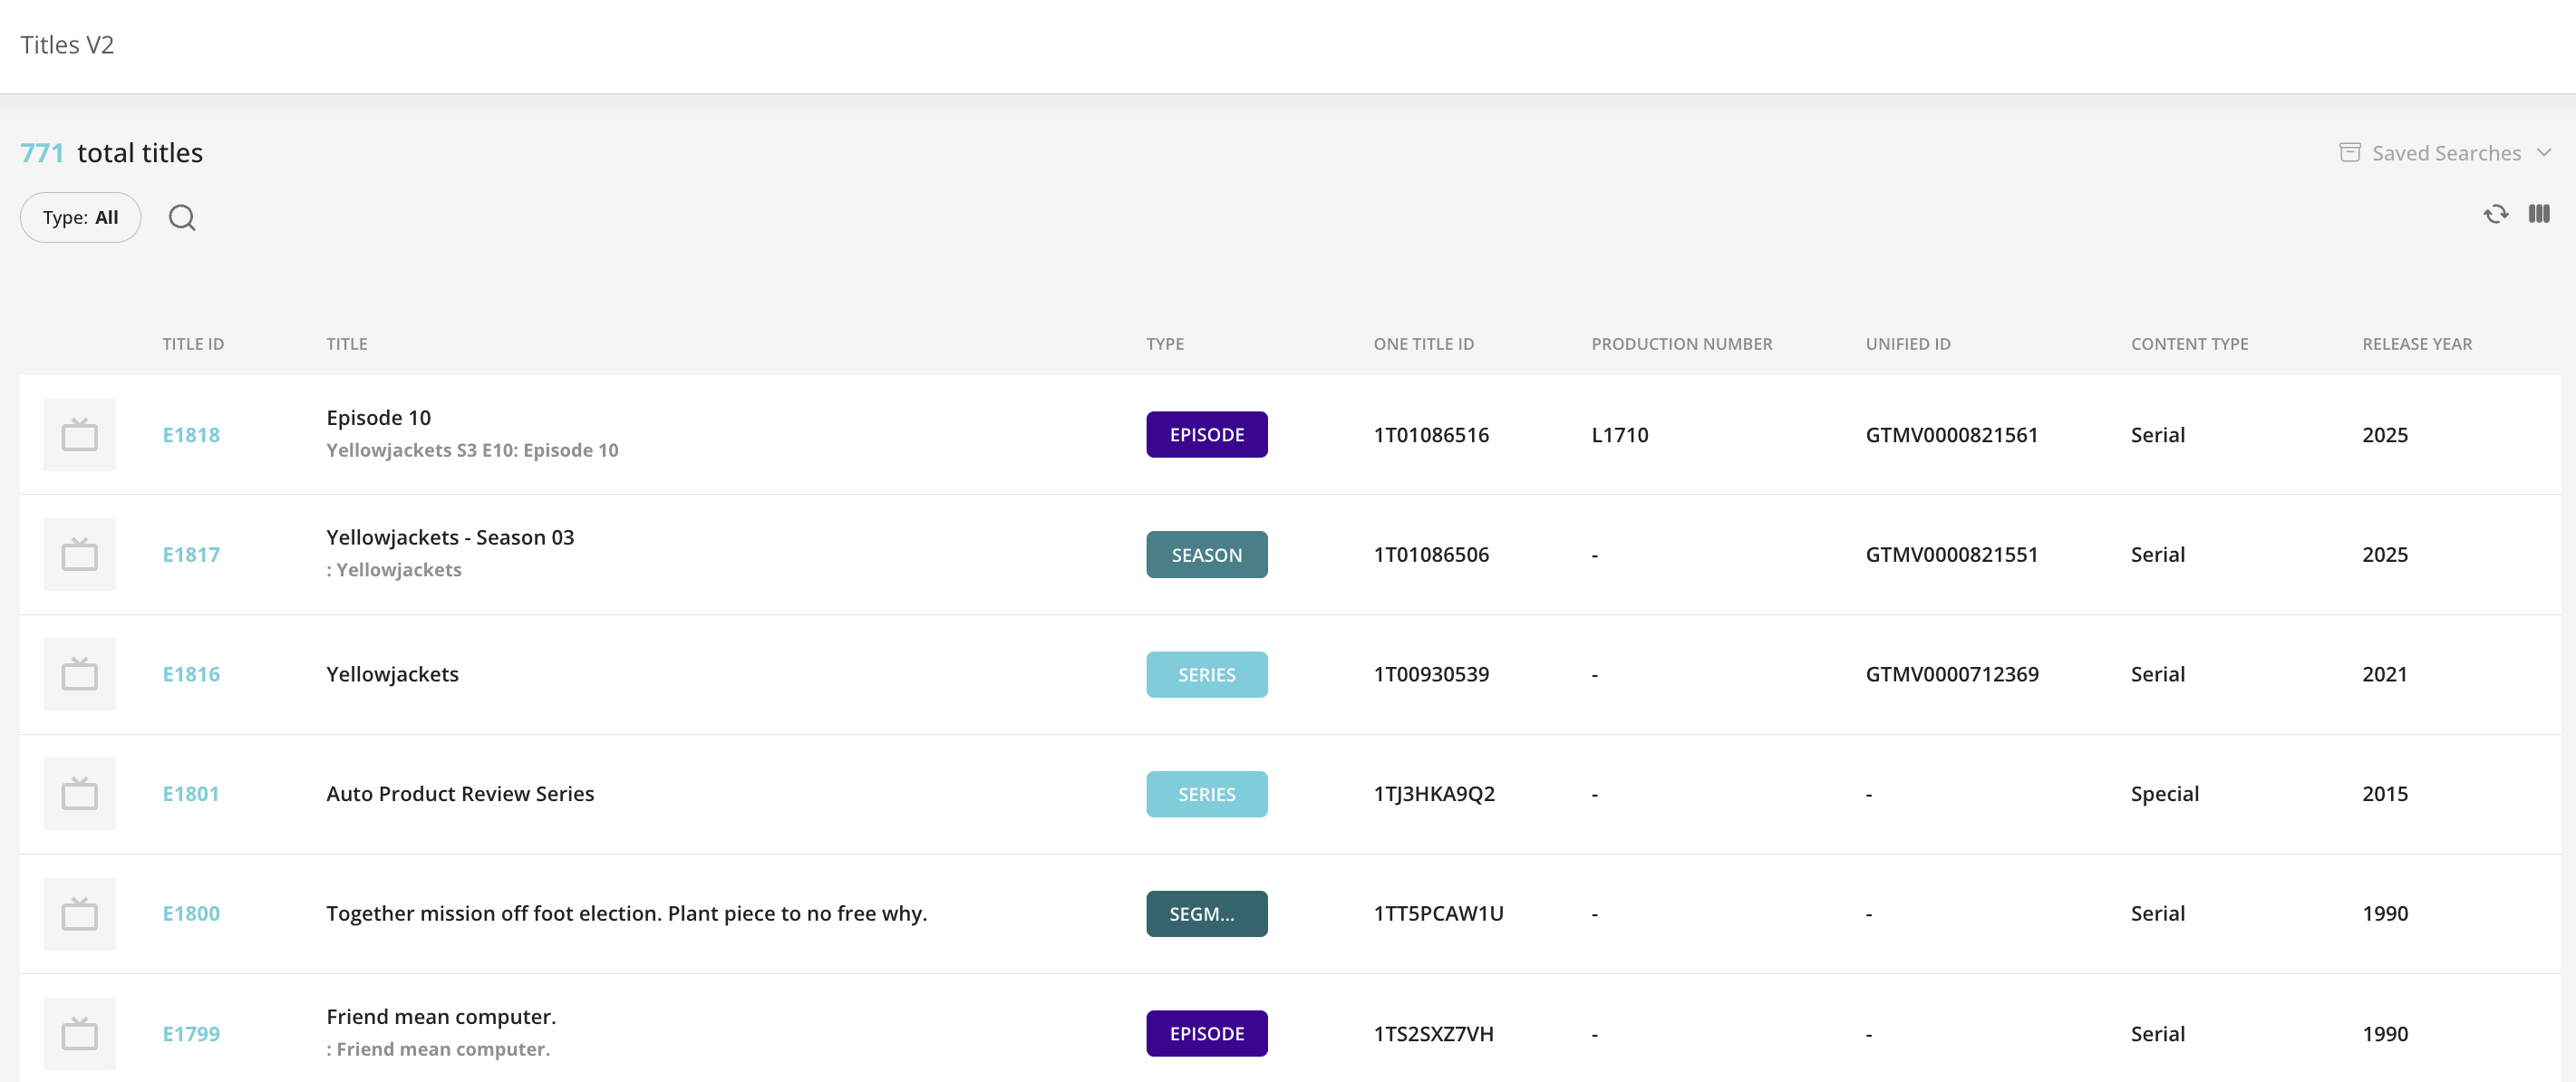 Titles V2
771 total titles
Saved Searches
Type: All
TITLE ID TITLE TYPE ONE TITLE ID PRODUCTION NUMBER UNIFIED ID CONTENT TYPE RELEASE YEAR
E1818 Episode 10 EPISODE 1T01086516 L1710 GTMV0000821561 Serial 2025
Yellowjackets S3 E10: Episode 10
E1817 Yellowjackets - Season 03 SEASON 1T01086506 - GTMV0000821551 Serial 2025
: Yellowjackets
E1816 Yellowjackets SERIES 1T00930539 - GTMV0000712369 Serial 2021
E1801 Auto Product Review Series SERIES 1TJ3HKA9Q2 - - Special 2015
E1800 Together mission off foot election. Plant piece to no free why. SEGM... 1TT5PCAW1U - - Serial 1990
E1799 Friend mean computer. EPISODE 1TS2SXZ7VH - - Serial 1990
: Friend mean computer.